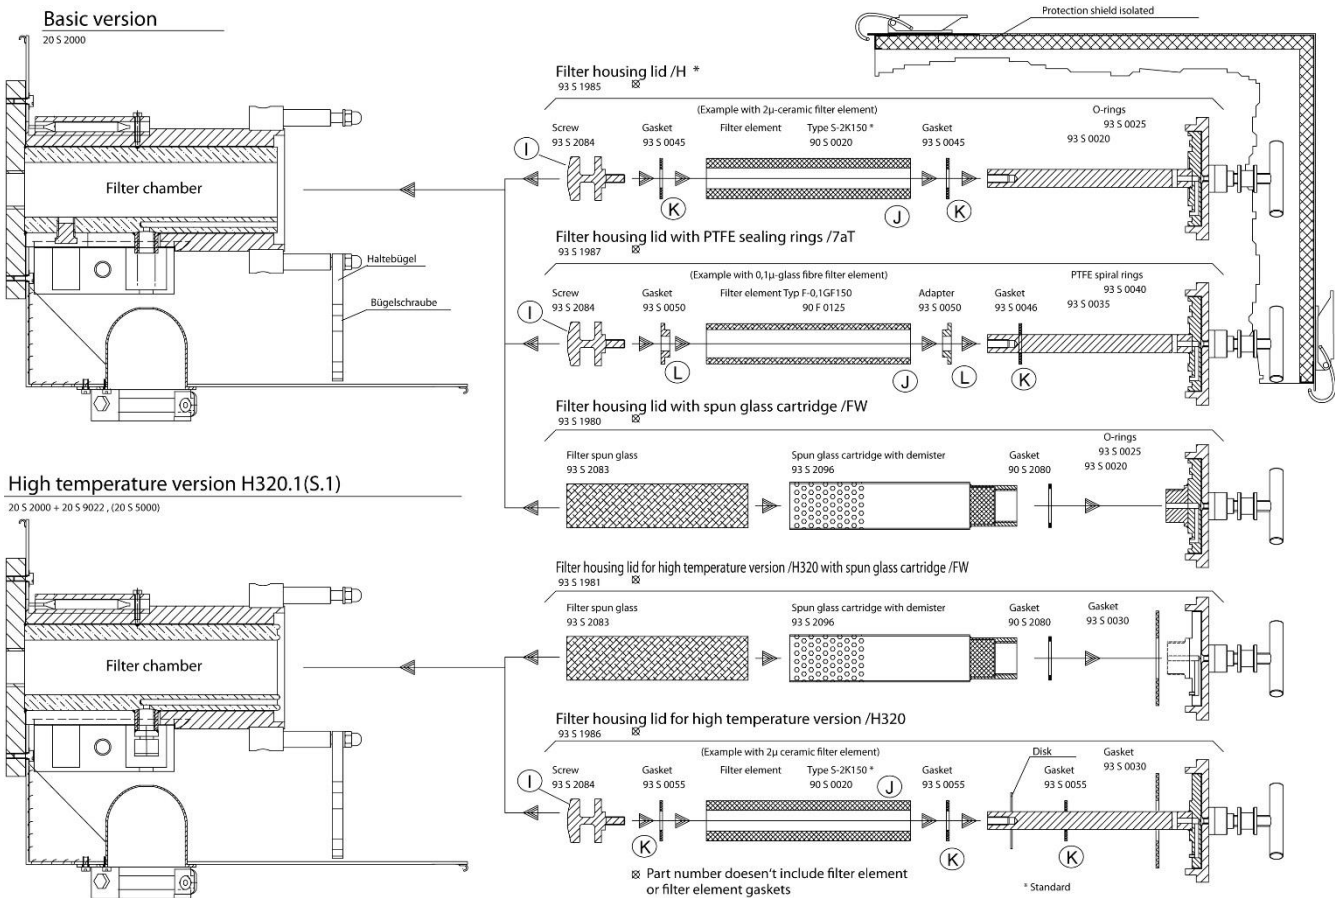 Basic version
20 S 2000
Filter chamber
Haltebügel
Bügelschraube
Protection shield isolated
Filter housing lid /H *
93 S 1985 ⊠
(Example with 2µ-ceramic filter element)
Screw
93 S 2084
Gasket
93 S 0045
Filter element Type S-2K150 *
90 S 0020
Gasket
93 S 0045
O-rings
93 S 0025
93 S 0020
I
K
J
K
Filter housing lid with PTFE sealing rings /7aT
93 S 1987 ⊠
(Example with 0,1µ-glass fibre filter element)
Screw
93 S 2084
Gasket
93 S 0050
Filter element Typ F-0,1GF150
90 F 0125
Adapter
93 S 0050
Gasket
93 S 0046
PTFE spiral rings
93 S 0040
93 S 0035
I
L
J
L
K
Filter housing lid with spun glass cartridge /FW
93 S 1980 ⊠
Filter spun glass
93 S 2083
Spun glass cartridge with demister
93 S 2096
Gasket
90 S 2080
O-rings
93 S 0025
93 S 0020
High temperature version H320.1(S.1)
20 S 2000 + 20 S 9022 , (20 S 5000)
Filter chamber
Filter housing lid for high temperature version /H320 with spun glass cartridge /FW
93 S 1981 ⊠
Filter spun glass
93 S 2083
Spun glass cartridge with demister
93 S 2096
Gasket
90 S 2080
Gasket
93 S 0030
Filter housing lid for high temperature version /H320
93 S 1986 ⊠
(Example with 2µ ceramic filter element)
Screw
93 S 2084
Gasket
93 S 0055
Filter element Type S-2K150 *
90 S 0020
Gasket
93 S 0055
Disk
Gasket
93 S 0055
Gasket
93 S 0030
I
K
J
K
K
⊠ Part number doesen't include filter element
or filter element gaskets
* Standard